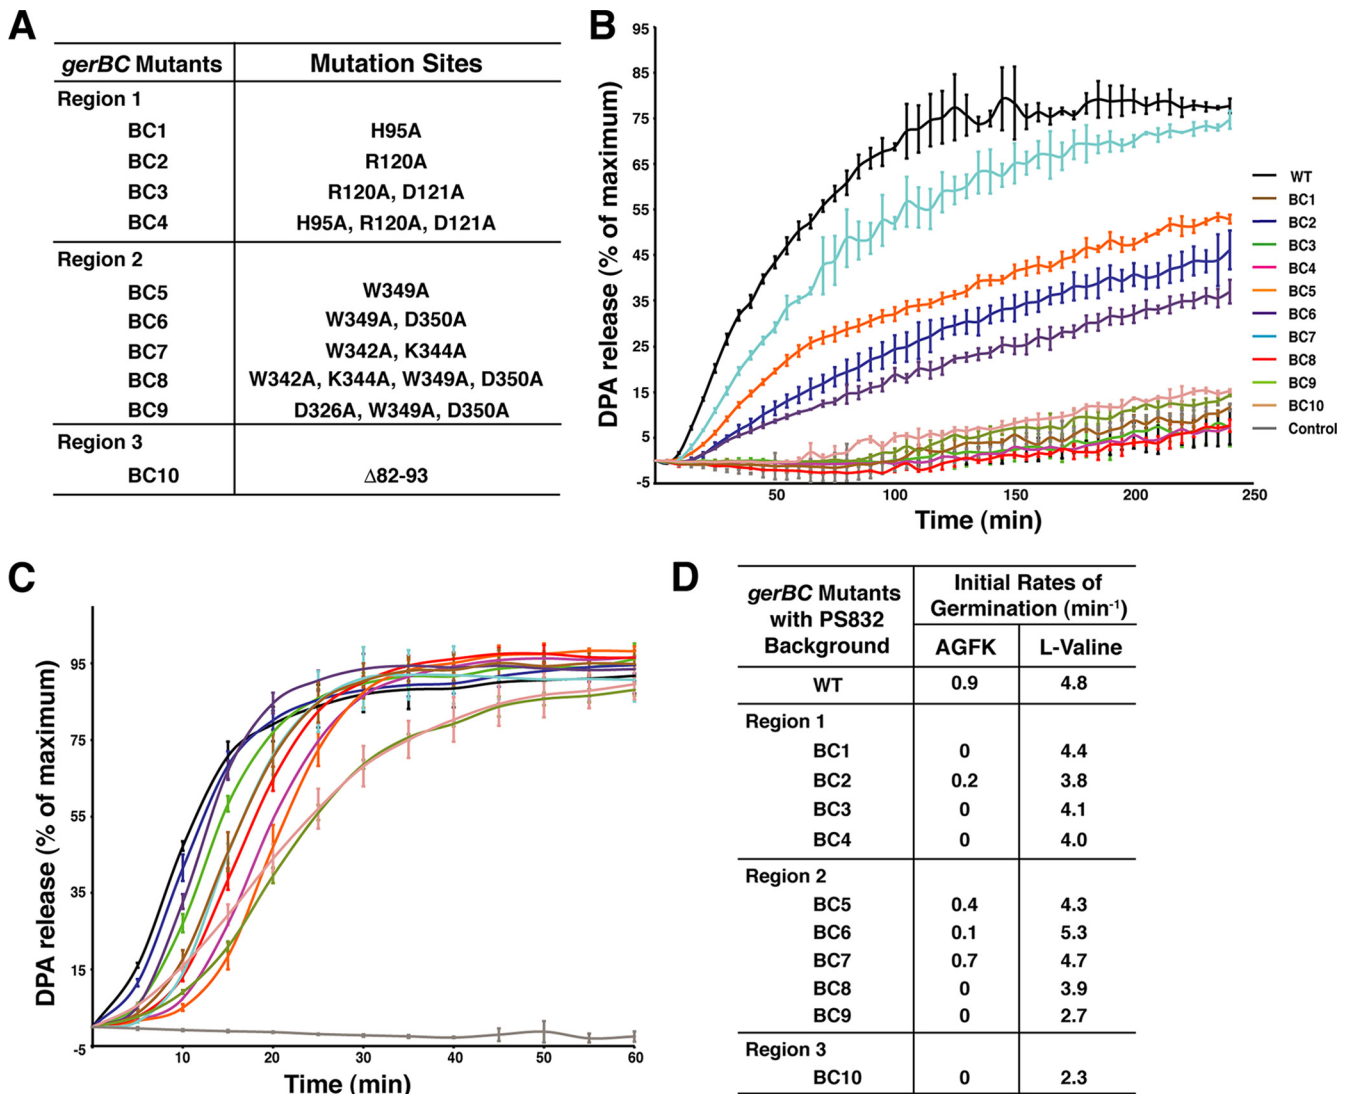 A
gerBC Mutants Mutation Sites
Region 1
BC1 H95A
BC2 R120A
BC3 R120A, D121A
BC4 H95A, R120A, D121A
Region 2
BC5 W349A
BC6 W349A, D350A
BC7 W342A, K344A
BC8 W342A, K344A, W349A, D350A
BC9 D326A, W349A, D350A
Region 3
BC10 Δ82-93
B
DPA release (% of maximum)
95
85
75
65
55
45
35
25
15
5
-5
50 100 150 200 250
Time (min)
WT
BC1
BC2
BC3
BC4
BC5
BC6
BC7
BC8
BC9
BC10
Control
C
DPA release (% of maximum)
95
75
55
35
15
-5
10 20 30 40 50 60
Time (min)
D
gerBC Mutants
with PS832
Background
Initial Rates of
Germination (min⁻¹)
AGFK L-Valine
WT 0.9 4.8
Region 1
BC1 0 4.4
BC2 0.2 3.8
BC3 0 4.1
BC4 0 4.0
Region 2
BC5 0.4 4.3
BC6 0.1 5.3
BC7 0.7 4.7
BC8 0 3.9
BC9 0 2.7
Region 3
BC10 0 2.3